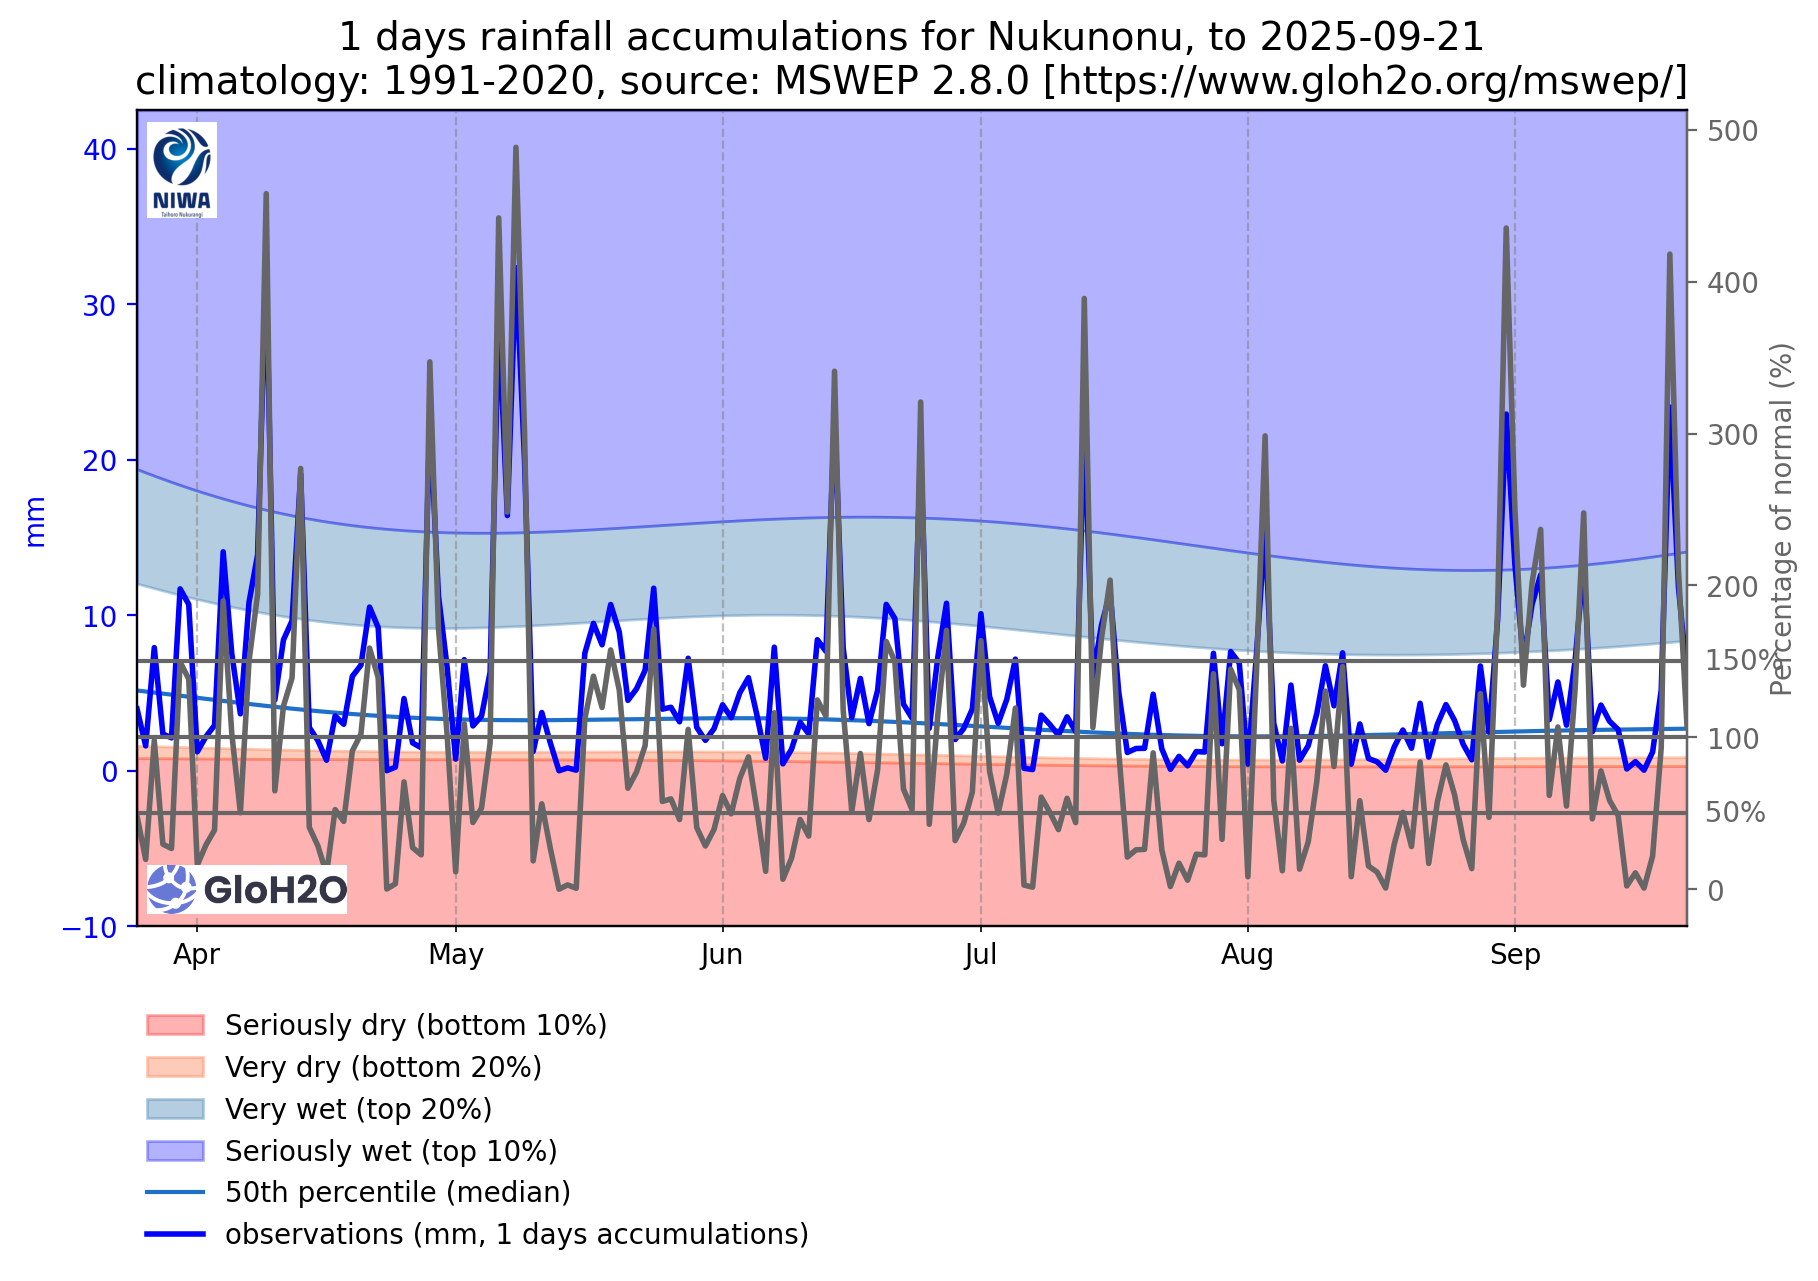 1 days rainfall accumulations for Nukunonu, to 2025-09-21
climatology: 1991-2020, source: MSWEP 2.8.0 [https://www.gloh2o.org/mswep/]
NIWA
Taihoro Nukurangi
40
30
20
10
0
−10
mm
500
400
300
200
150%
100
50%
0
Percentage of normal (%)
GloH2O
Apr May Jun Jul Aug Sep
Seriously dry (bottom 10%)
Very dry (bottom 20%)
Very wet (top 20%)
Seriously wet (top 10%)
50th percentile (median)
observations (mm, 1 days accumulations)